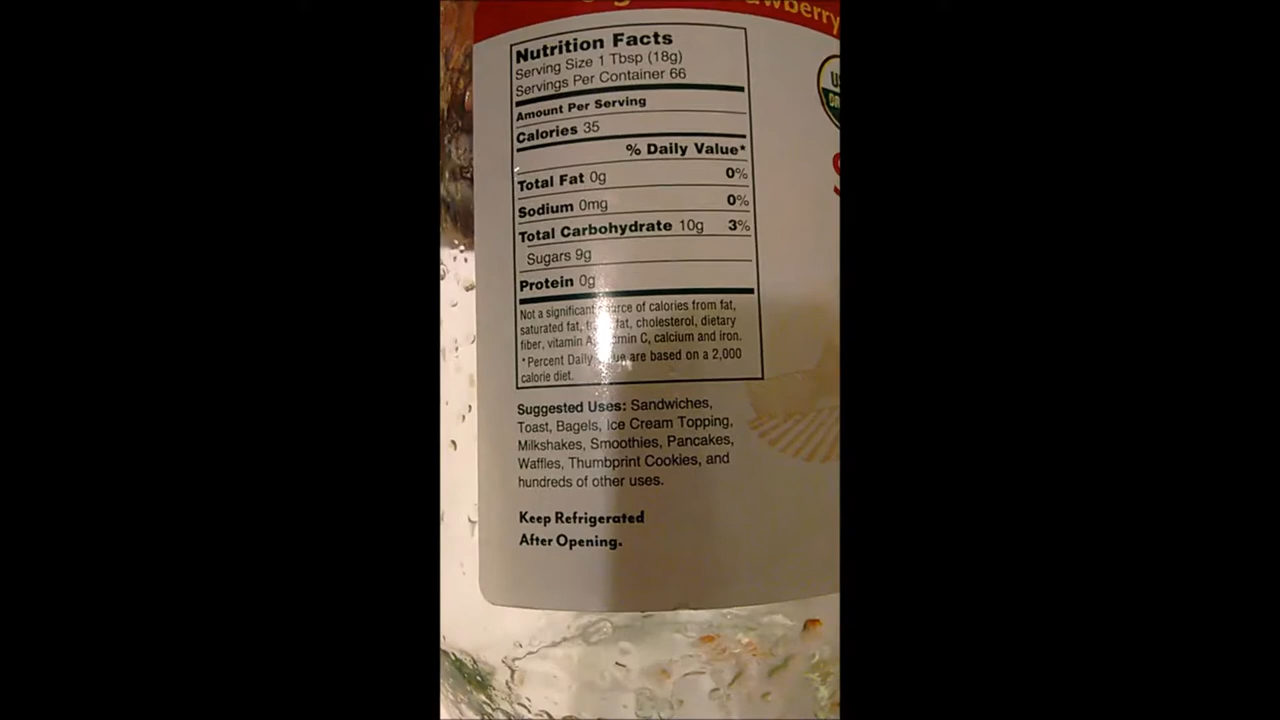 Nutrition Facts
Serving Size 1 Tbsp (18g)
Servings Per Container 66
Amount Per Serving
Calories 35
% Daily Value*
Total Fat 0g 0%
Sodium 0mg 0%
Total Carbohydrate 10g 3%
Sugars 9g
Protein 0g
Not a significant of calories from fat,
saturated fat, fat, cholesterol, dietary
fiber, vitamin A, C, calcium and iron.
*Percent Daily are based on a 2,000
calorie diet.
Suggested Uses: Sandwiches,
Toast, Bagels, Ice Cream Topping,
Milkshakes, Smoothies, Pancakes,
Waffles, Thumbprint Cookies, and
hundreds of other uses.
Keep Refrigerated
After Opening.